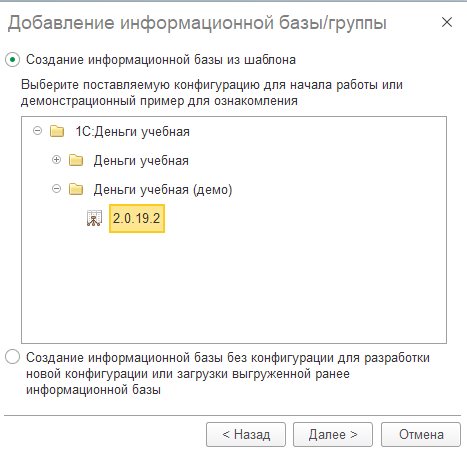 Добавление информационной базы/группы
Создание информационной базы из шаблона
Выберите поставляемую конфигурацию для начала работы или
демонстрационный пример для ознакомления
1С:Деньги учебная
Деньги учебная
Деньги учебная (демо)
2.0.19.2
Создание информационной базы без конфигурации для разработки
новой конфигурации или загрузки выгруженной ранее
информационной базы
< Назад Далее > Отмена